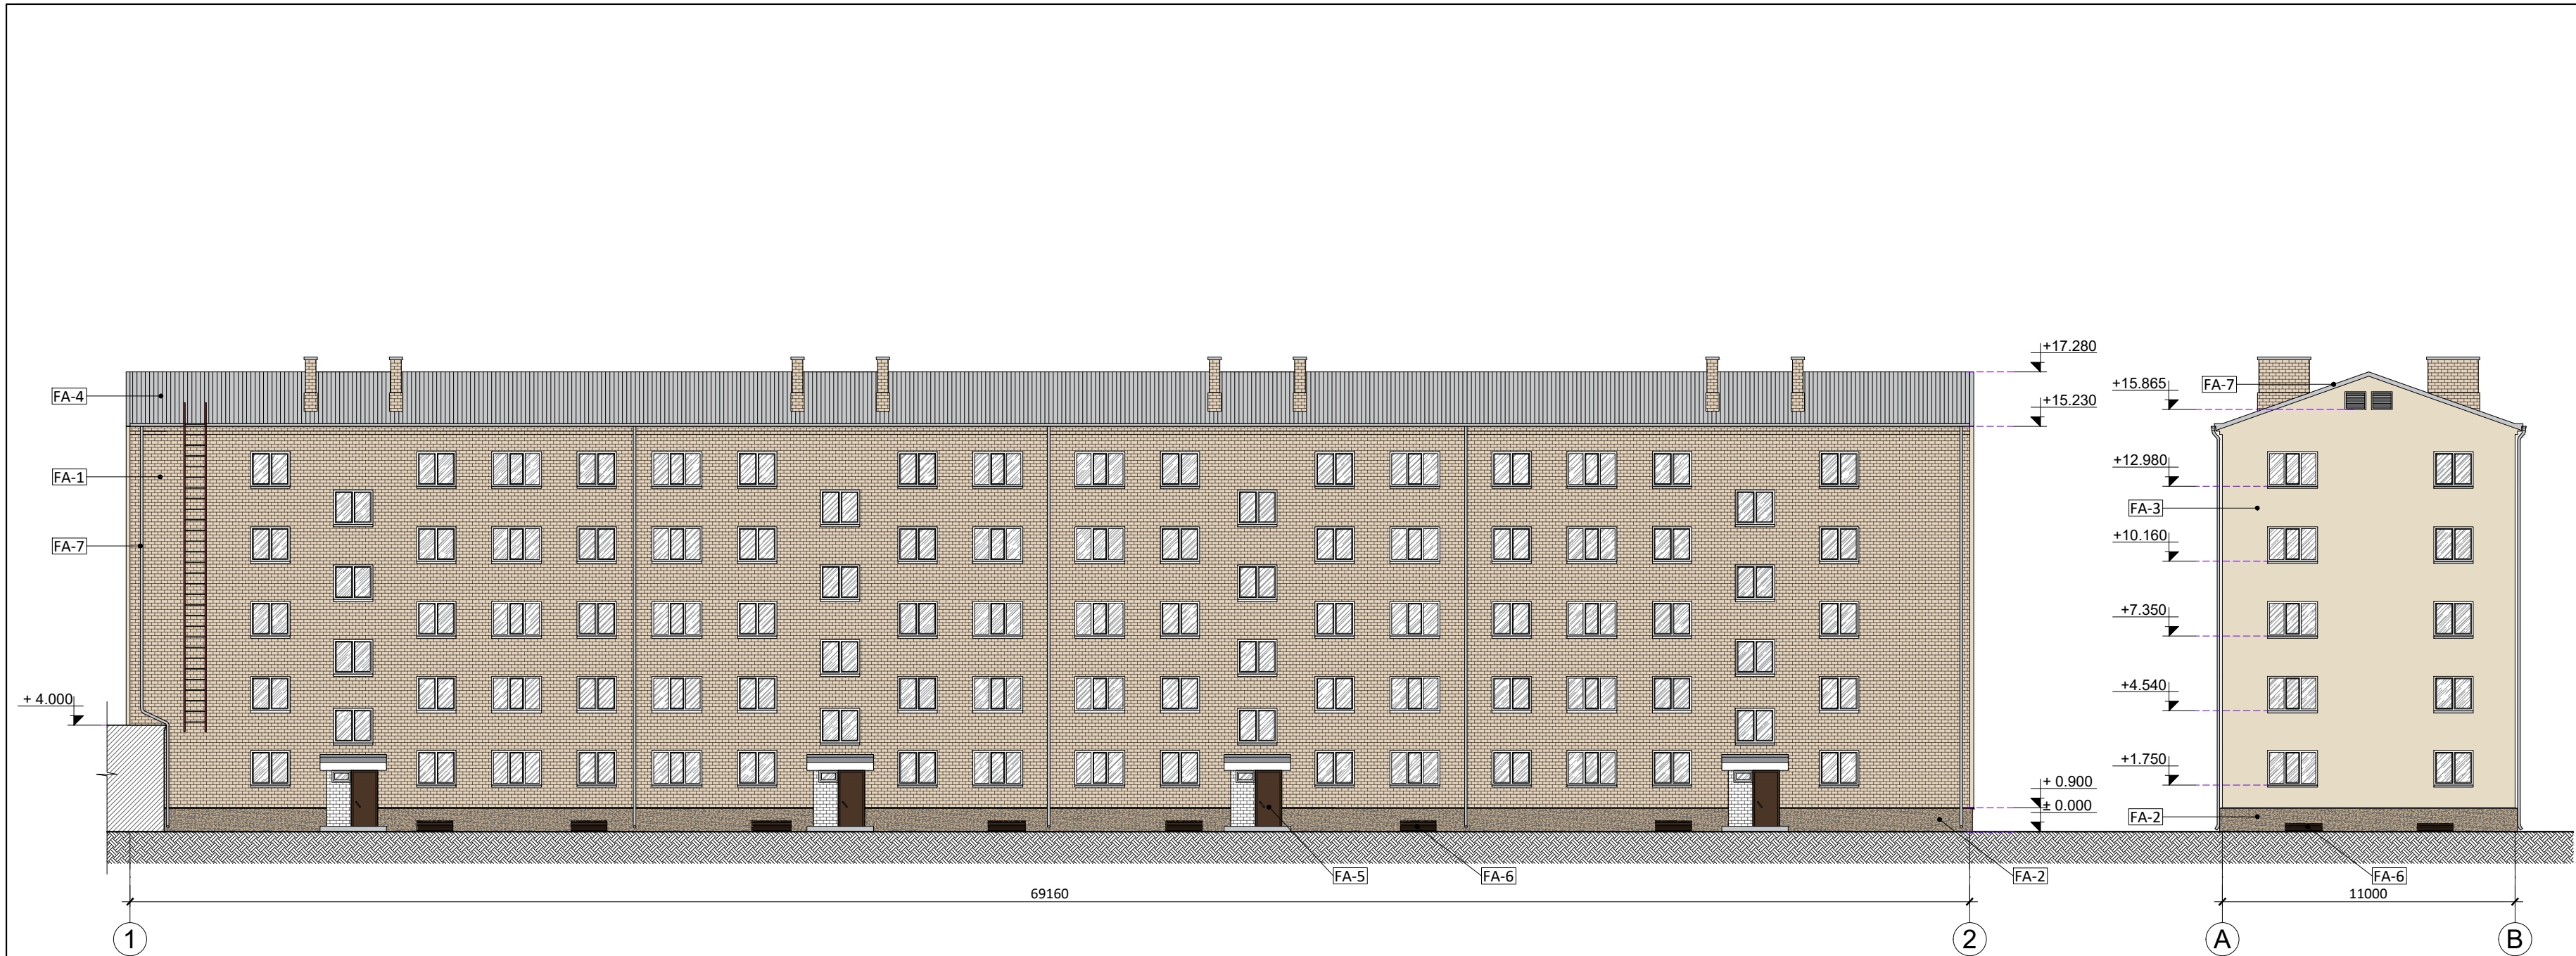 +17.280
FA-7
+15.865
FA-4
+15.230
+12.980
FA-1
FA-3
+10.160
FA-7
+7.350
+4.540
+ 4.000
+1.750
+ 0.900
± 0.000
FA-2
FA-5
FA-6
FA-2
FA-6
69160
11000
1
2
A
B